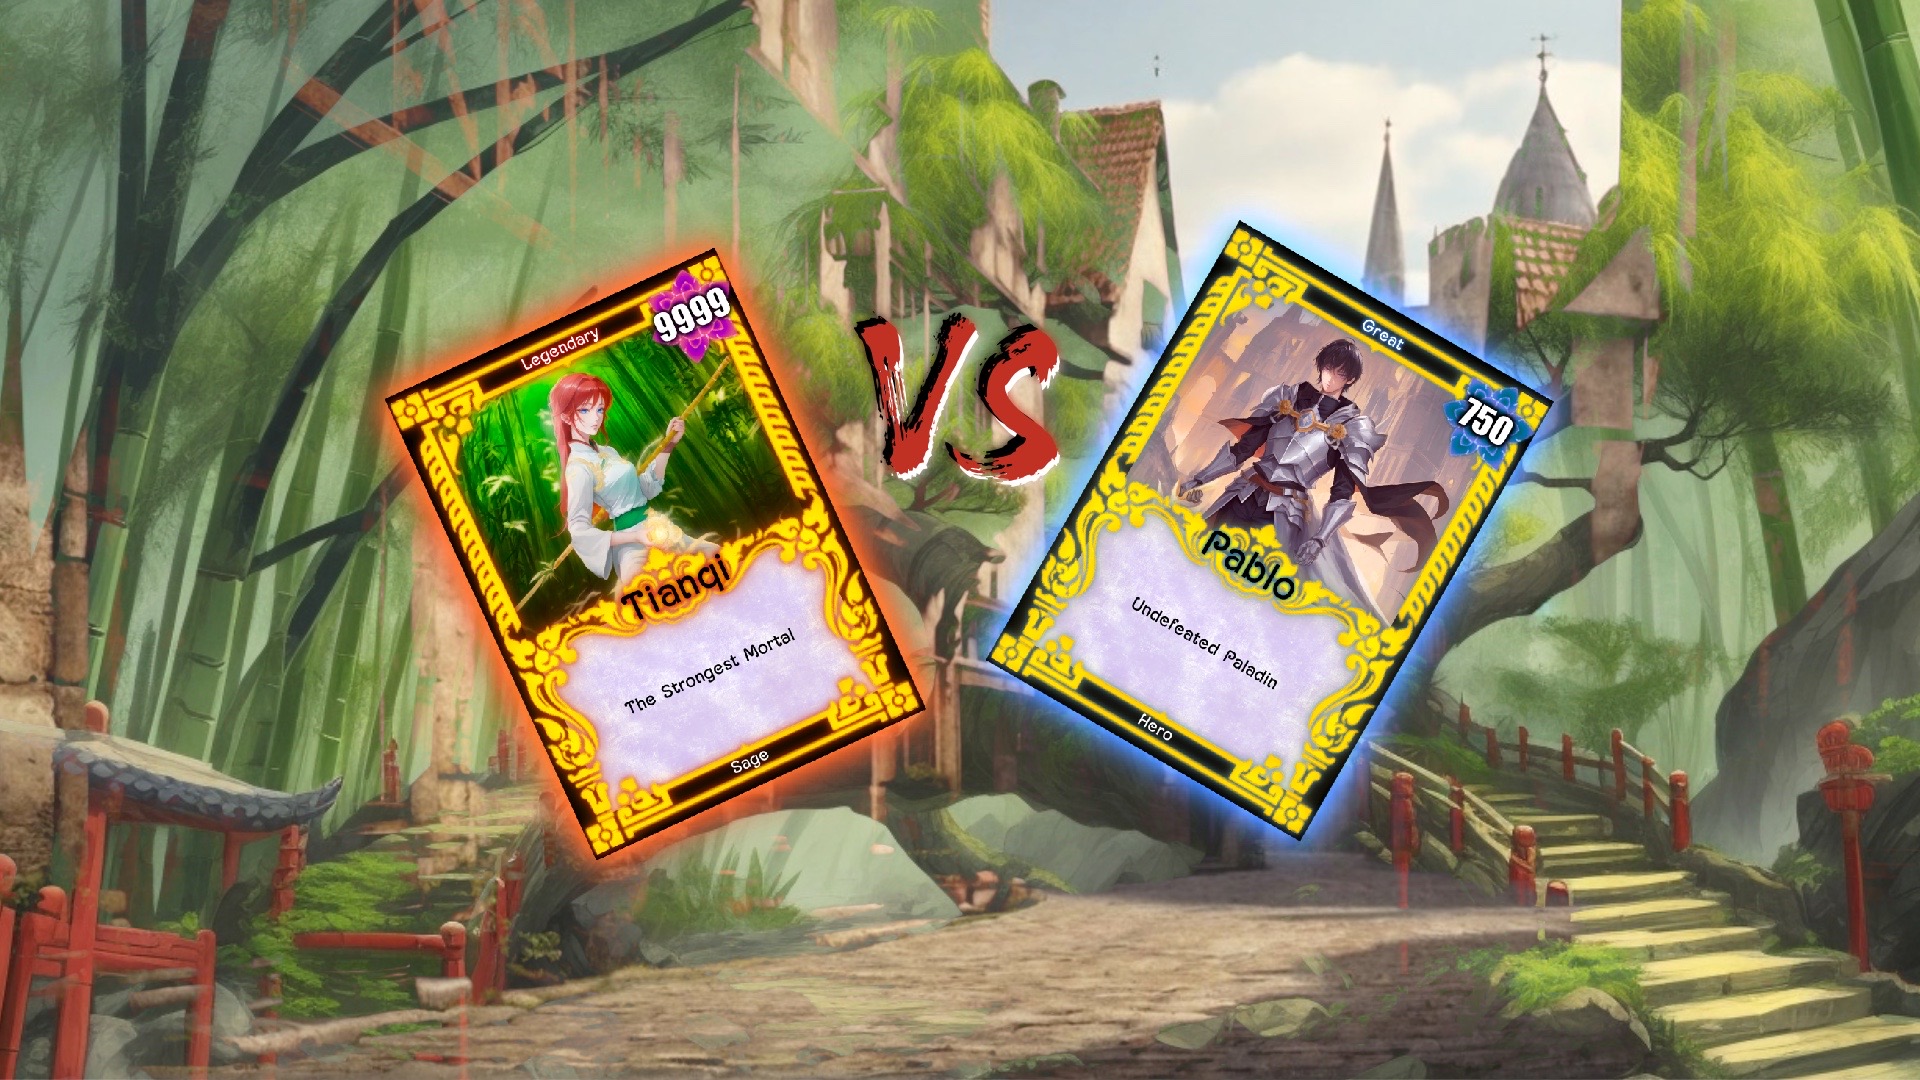 Legendary
9999
Tianqi
The Strongest Mortal
Sage
VS
Great
750
Pablo
Undefeated Paladin
Hero